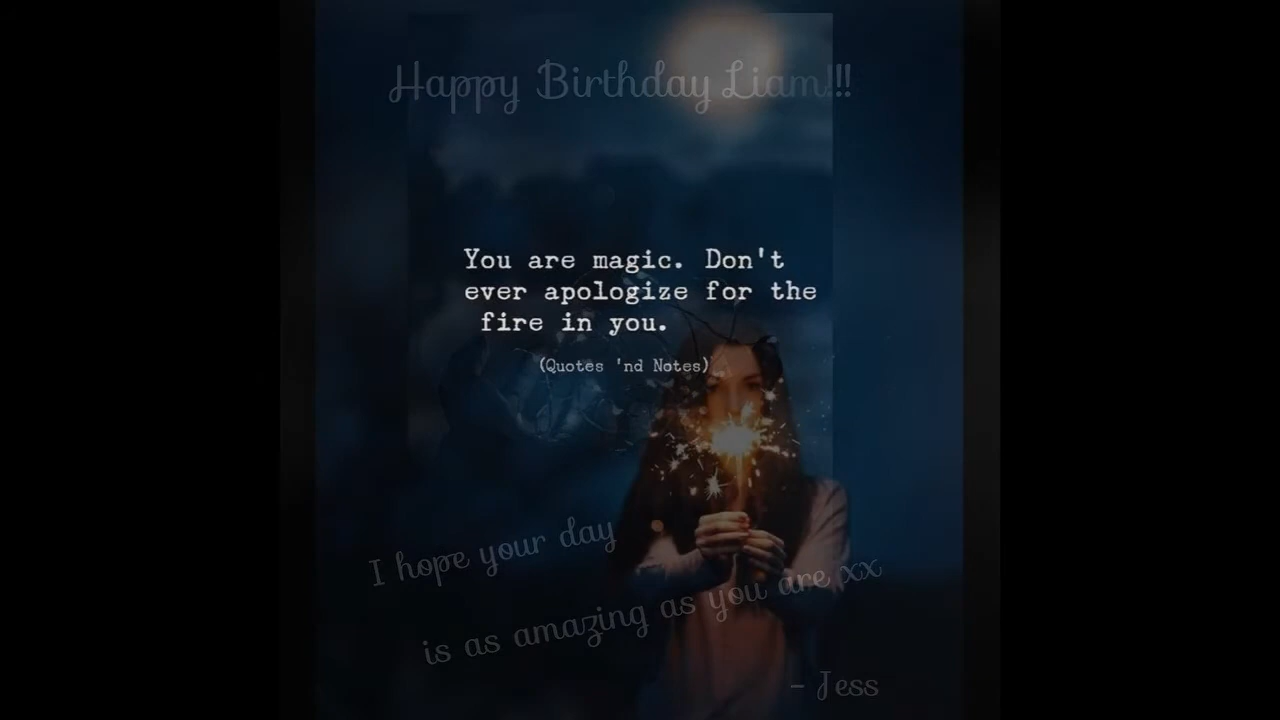 Happy Birthday Liam!!!
You are magic. Don't
ever apologize for the
fire in you.
(Quotes 'nd Notes)
I hope your day
is as amazing as you are xx
- Jess